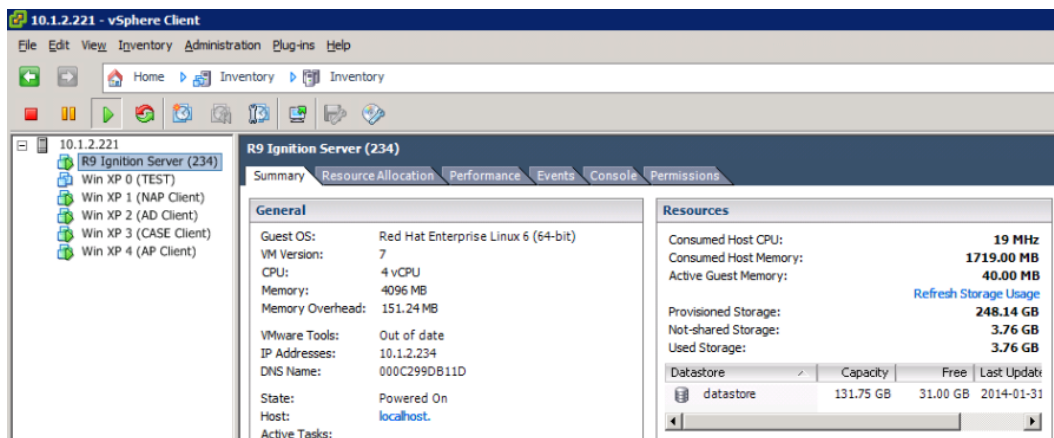 10.1.2.221 - vSphere Client
File Edit View Inventory Administration Plug-ins Help
Home Inventory Inventory
10.1.2.221
R9 Ignition Server (234)
Win XP 0 (TEST)
Win XP 1 (NAP Client)
Win XP 2 (AD Client)
Win XP 3 (CASE Client)
Win XP 4 (AP Client)
R9 Ignition Server (234)
Summary Resource Allocation Performance Events Console Permissions
General
Guest OS: Red Hat Enterprise Linux 6 (64-bit)
VM Version: 7
CPU: 4 vCPU
Memory: 4096 MB
Memory Overhead: 151.24 MB
VMware Tools: Out of date
IP Addresses: 10.1.2.234
DNS Name: 000C299DB11D
State: Powered On
Host: localhost.
Active Tasks:
Resources
Consumed Host CPU: 19 MHz
Consumed Host Memory: 1719.00 MB
Active Guest Memory: 40.00 MB
Refresh Storage Usage
Provisioned Storage: 248.14 GB
Not-shared Storage: 3.76 GB
Used Storage: 3.76 GB
Datastore Capacity Free Last Update
datastore 131.75 GB 31.00 GB 2014-01-31